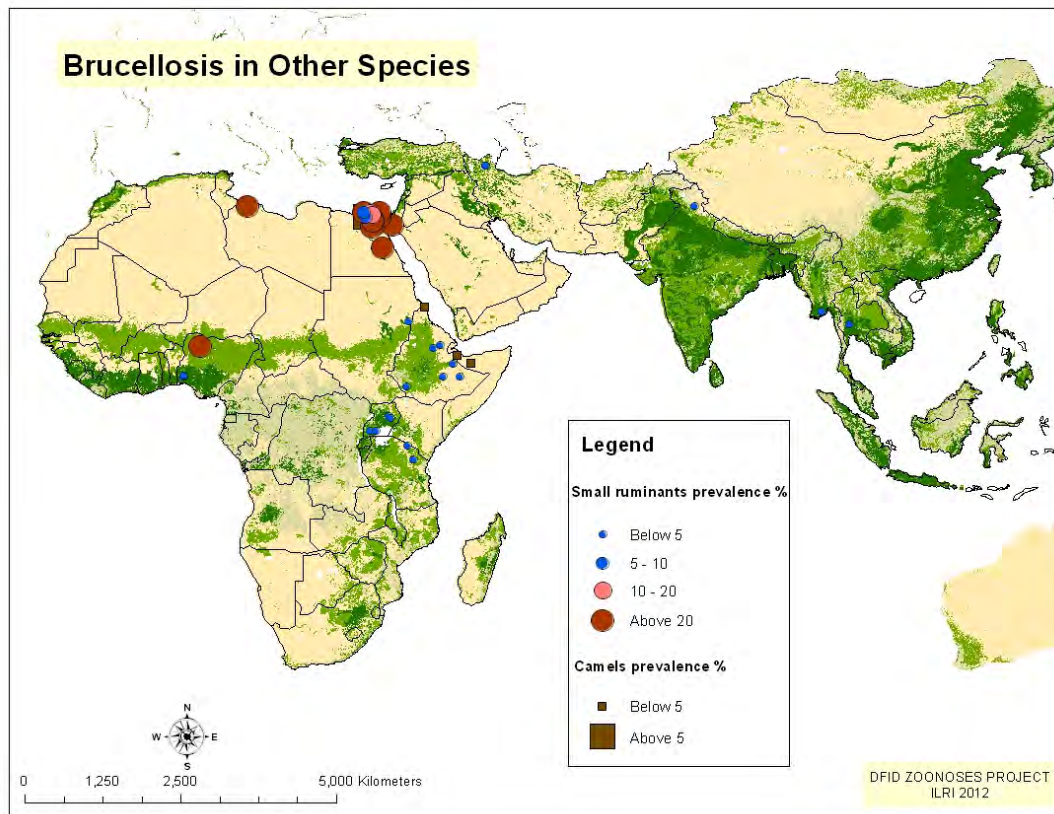 Brucellosis in Other Species
Legend
Small ruminants prevalence %
Below 5
5 - 10
10 - 20
Above 20
Camels prevalence %
Below 5
Above 5
N
W E
S
0 1,250 2,500 5,000 Kilometers
DFID ZOONOSES PROJECT
ILRI 2012